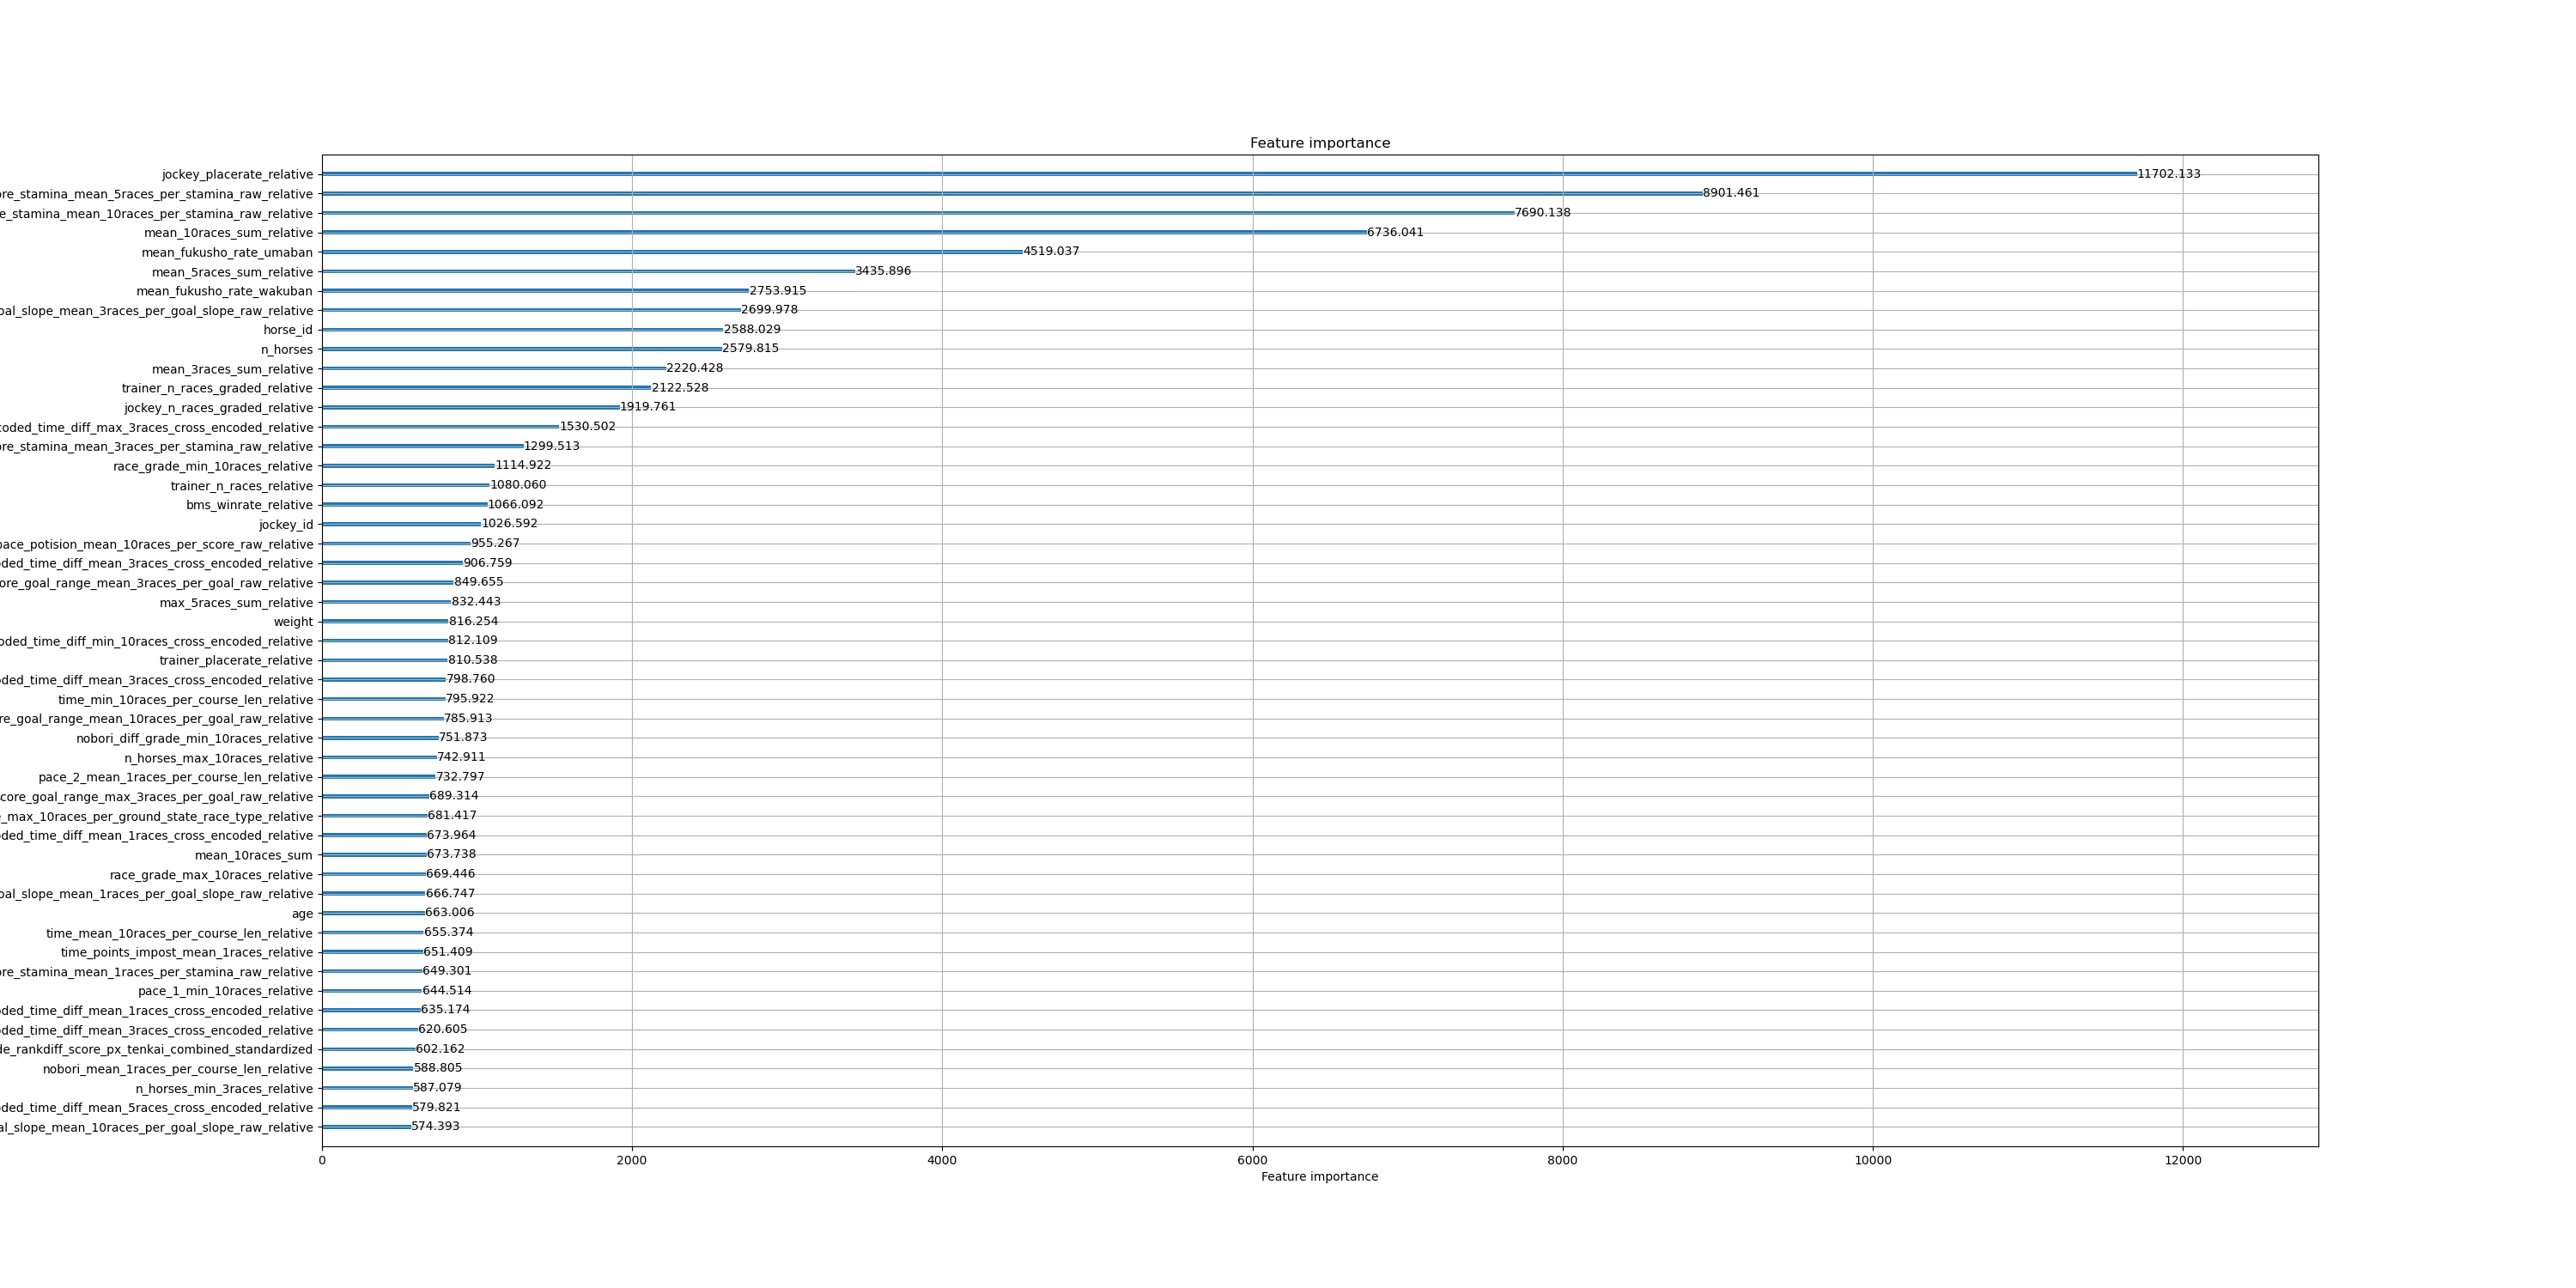 Feature importance
jockey_placerate_relative 11702.133
re_stamina_mean_5races_per_stamina_raw_relative 8901.461
e_stamina_mean_10races_per_stamina_raw_relative 7690.138
mean_10races_sum_relative 6736.041
mean_fukusho_rate_umaban 4519.037
mean_5races_sum_relative 3435.896
mean_fukusho_rate_wakuban 2753.915
al_slope_mean_3races_per_goal_slope_raw_relative 2699.978
horse_id 2588.029
n_horses 2579.815
mean_3races_sum_relative 2220.428
trainer_n_races_graded_relative 2122.528
jockey_n_races_graded_relative 1919.761
coded_time_diff_max_3races_cross_encoded_relative 1530.502
re_stamina_mean_3races_per_stamina_raw_relative 1299.513
race_grade_min_10races_relative 1114.922
trainer_n_races_relative 1080.060
bms_winrate_relative 1066.092
jockey_id 1026.592
pace_potision_mean_10races_per_score_raw_relative 955.267
ded_time_diff_mean_3races_cross_encoded_relative 906.759
ore_goal_range_mean_3races_per_goal_raw_relative 849.655
max_5races_sum_relative 832.443
weight 816.254
oded_time_diff_min_10races_cross_encoded_relative 812.109
trainer_placerate_relative 810.538
ded_time_diff_mean_3races_cross_encoded_relative 798.760
time_min_10races_per_course_len_relative 795.922
re_goal_range_mean_10races_per_goal_raw_relative 785.913
nobori_diff_grade_min_10races_relative 751.873
n_horses_max_10races_relative 742.911
pace_2_mean_1races_per_course_len_relative 732.797
core_goal_range_max_3races_per_goal_raw_relative 689.314
_max_10races_per_ground_state_race_type_relative 681.417
ded_time_diff_mean_1races_cross_encoded_relative 673.964
mean_10races_sum 673.738
race_grade_max_10races_relative 669.446
al_slope_mean_1races_per_goal_slope_raw_relative 666.747
age 663.006
time_mean_10races_per_course_len_relative 655.374
time_points_impost_mean_1races_relative 651.409
re_stamina_mean_1races_per_stamina_raw_relative 649.301
pace_1_min_10races_relative 644.514
ded_time_diff_mean_1races_cross_encoded_relative 635.174
ded_time_diff_mean_3races_cross_encoded_relative 620.605
de_rankdiff_score_px_tenkai_combined_standardized 602.162
nobori_mean_1races_per_course_len_relative 588.805
n_horses_min_3races_relative 587.079
ded_time_diff_mean_5races_cross_encoded_relative 579.821
al_slope_mean_10races_per_goal_slope_raw_relative 574.393
0 2000 4000 6000 8000 10000 12000
Feature importance